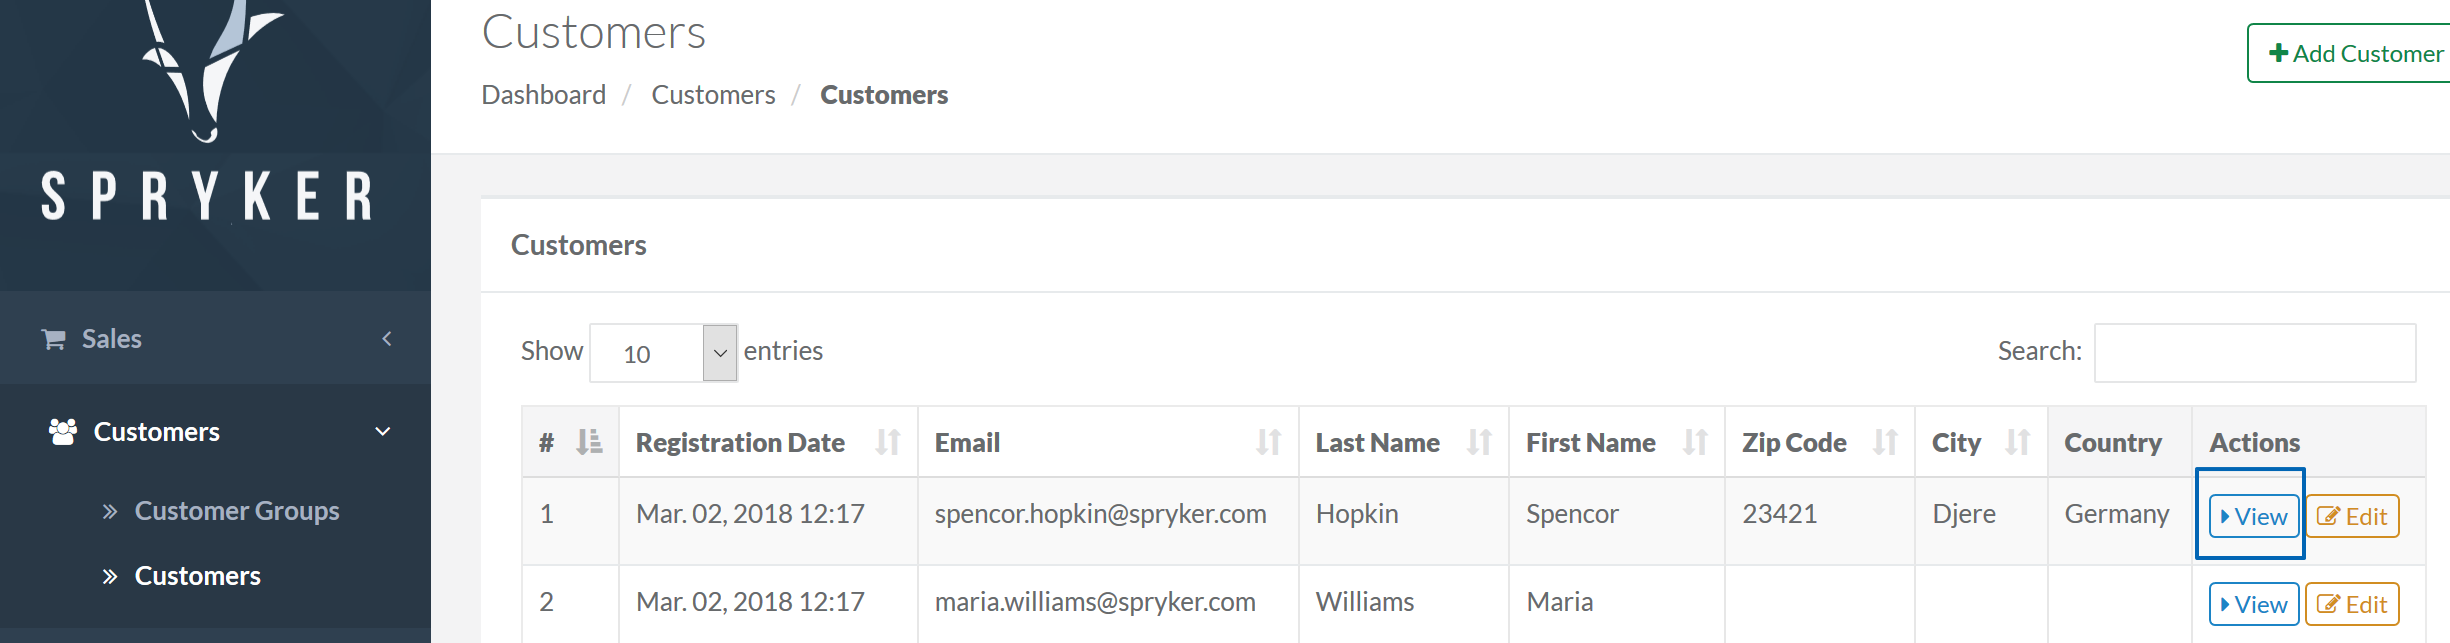 SPRYKER
Sales
Customers
Customer Groups
Customers
Customers
Dashboard / Customers / Customers
Add Customer
Customers
Show 10 entries
Search:
# Registration Date Email Last Name First Name Zip Code City Country Actions
1 Mar. 02, 2018 12:17 spencor.hopkin@spryker.com Hopkin Spencor 23421 Djere Germany View Edit
2 Mar. 02, 2018 12:17 maria.williams@spryker.com Williams Maria View Edit